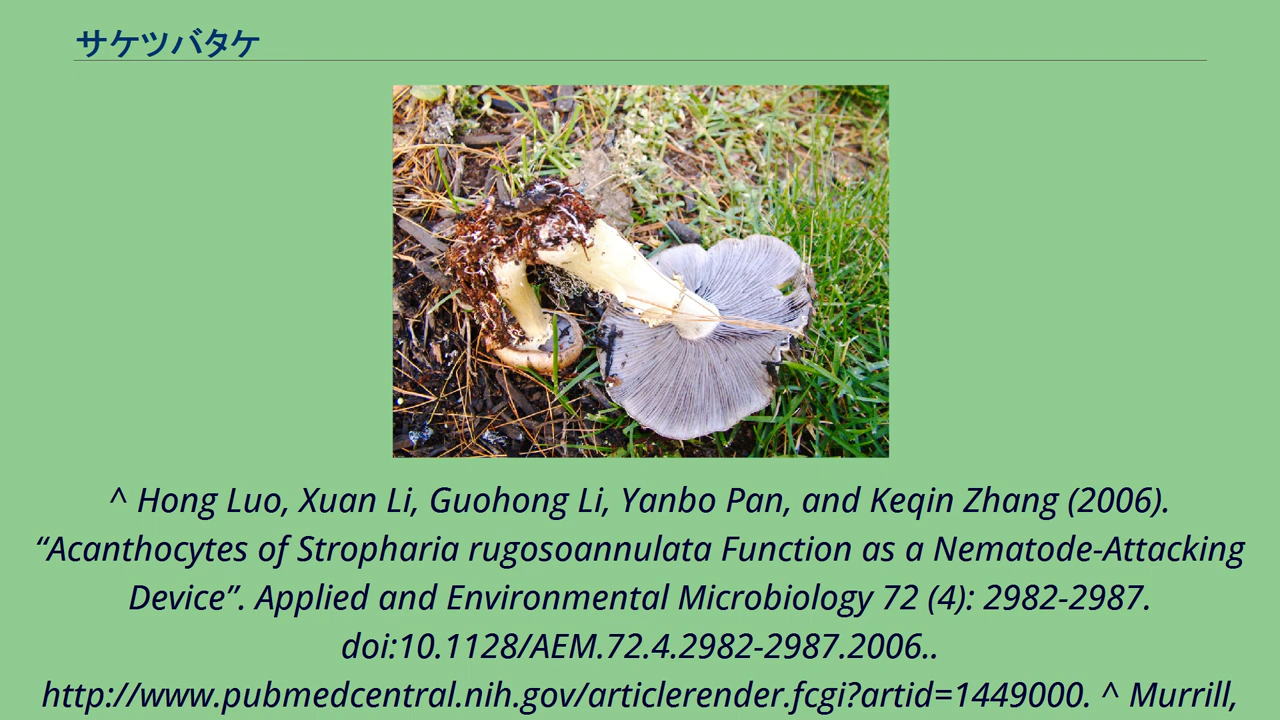 サケツバタケ
^ Hong Luo, Xuan Li, Guohong Li, Yanbo Pan, and Keqin Zhang (2006).
“Acanthocytes of Stropharia rugosoannulata Function as a Nematode-Attacking
Device”. Applied and Environmental Microbiology 72 (4): 2982-2987.
doi:10.1128/AEM.72.4.2982-2987.2006..
http://www.pubmedcentral.nih.gov/articlerender.fcgi?artid=1449000. ^ Murrill,